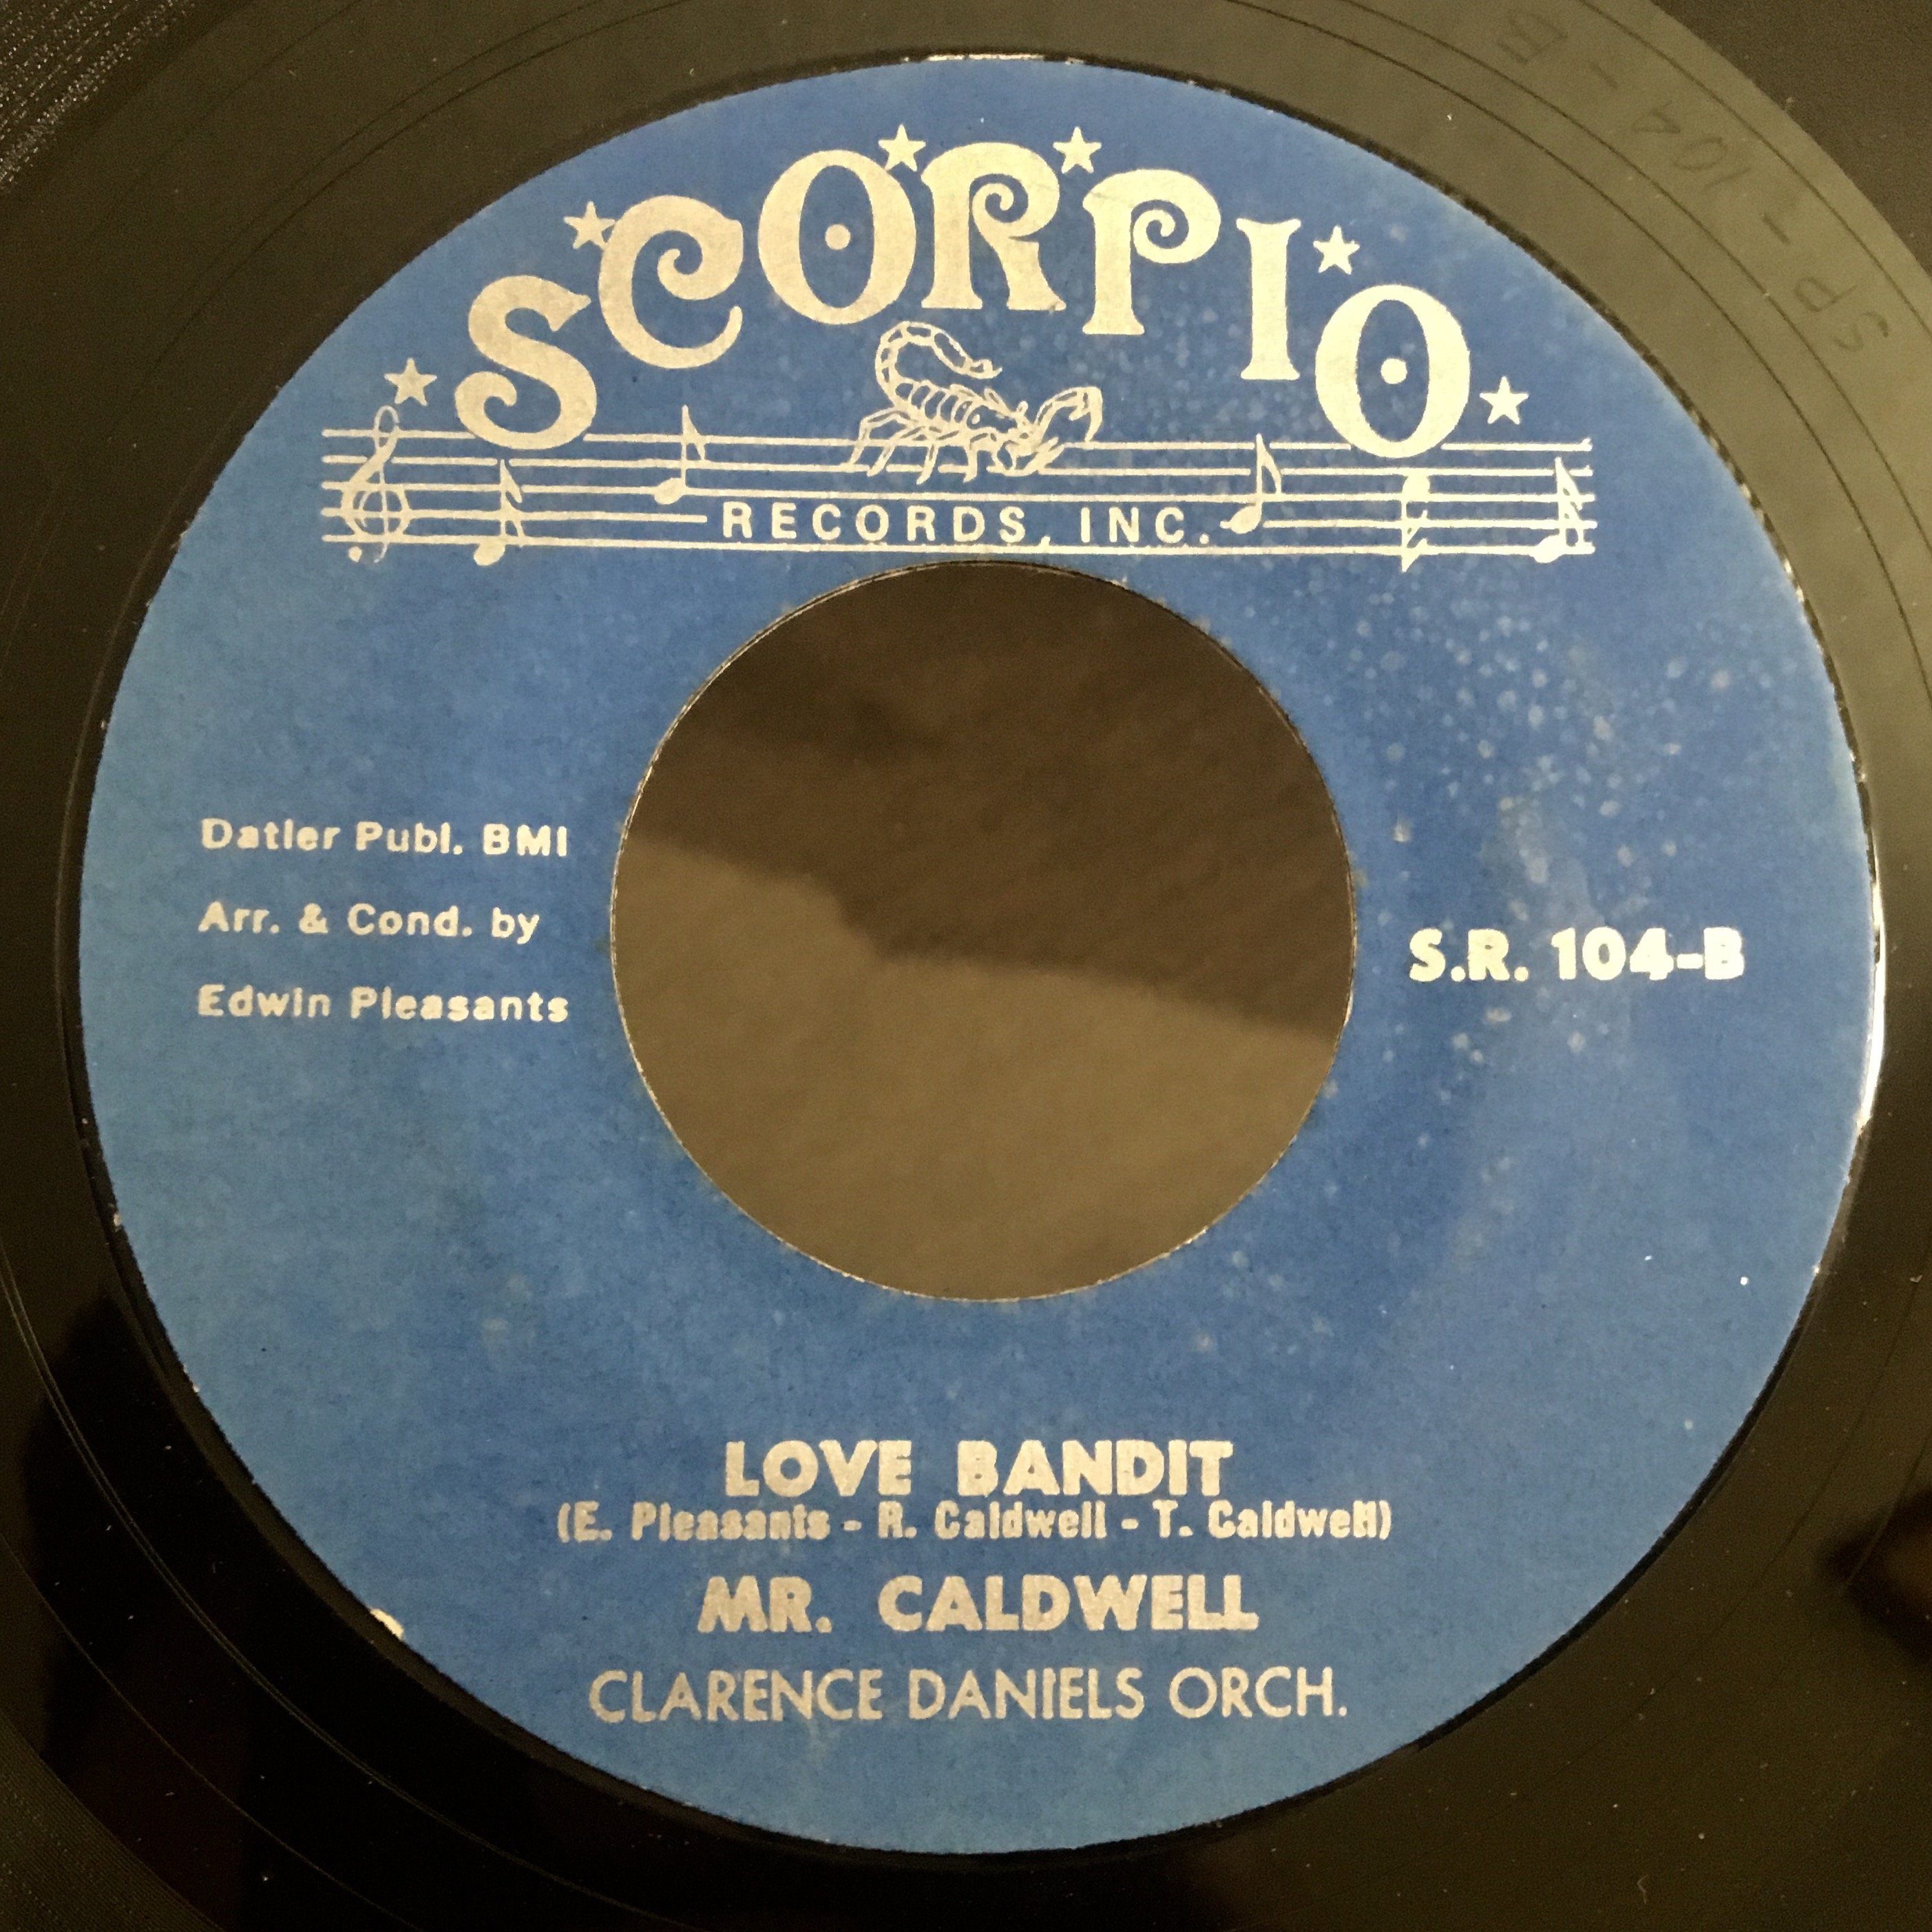 SCORPIO
RECORDS, INC.
Datler Publ. BMI
Arr. & Cond. by
Edwin Pleasants
S.R. 104-B
LOVE BANDIT
(E. Pleasants - R. Caldwell - T. Caldwell)
MR. CALDWELL
CLARENCE DANIELS ORCH.
SP - 104 - B